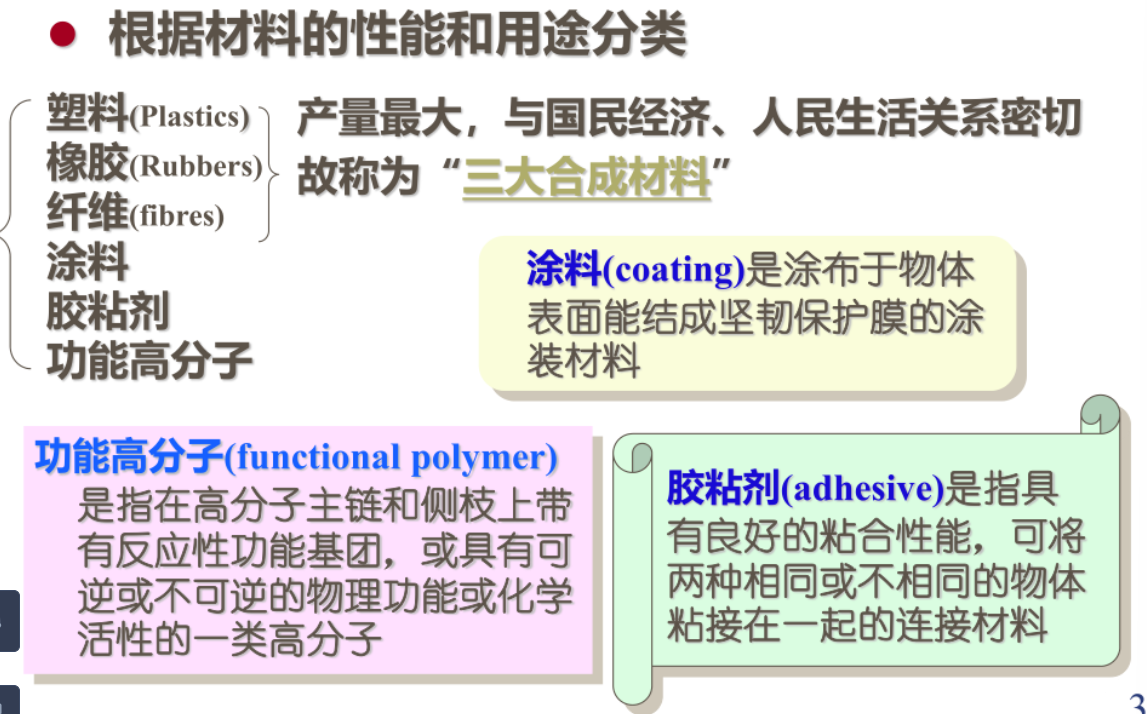 ● 根据材料的性能和用途分类
塑料(Plastics)
橡胶(Rubbers)
纤维(fibres)
涂料
胶粘剂
功能高分子
产量最大，与国民经济、人民生活关系密切
故称为“三大合成材料”
涂料(coating)是涂布于物体
表面能结成坚韧保护膜的涂
装材料
功能高分子(functional polymer)
是指在高分子主链和侧枝上带
有反应性功能基团，或具有可
逆或不可逆的物理功能或化学
活性的一类高分子
胶粘剂(adhesive)是指具
有良好的粘合性能，可将
两种相同或不相同的物体
粘接在一起的连接材料